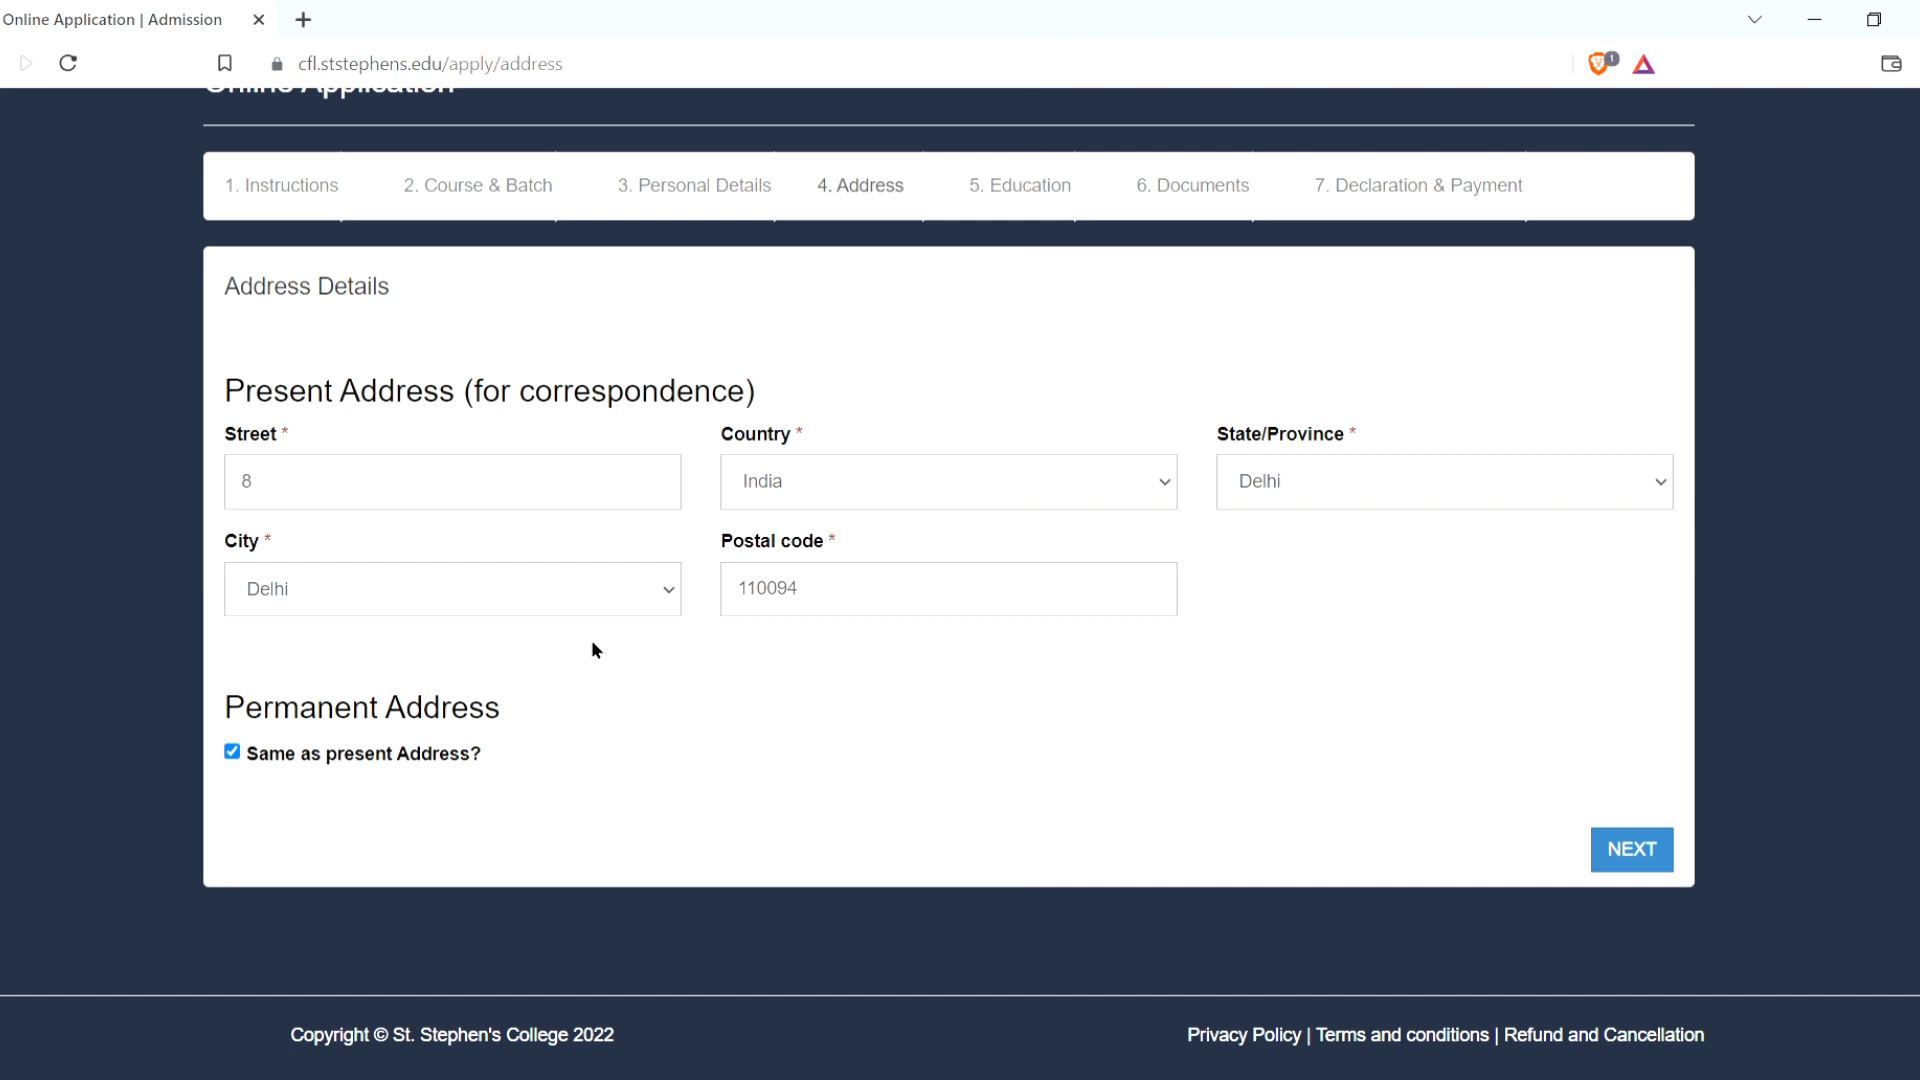 Online Application | Admission
cfl.ststephens.edu/apply/address
1
Online Application
1. Instructions 2. Course & Batch 3. Personal Details 4. Address 5. Education 6. Documents 7. Declaration & Payment
Address Details
Present Address (for correspondence)
Street * Country * State/Province *
8 India Delhi
City * Postal code *
Delhi 110094
Permanent Address
Same as present Address?
NEXT
Copyright © St. Stephen's College 2022 Privacy Policy | Terms and conditions | Refund and Cancellation